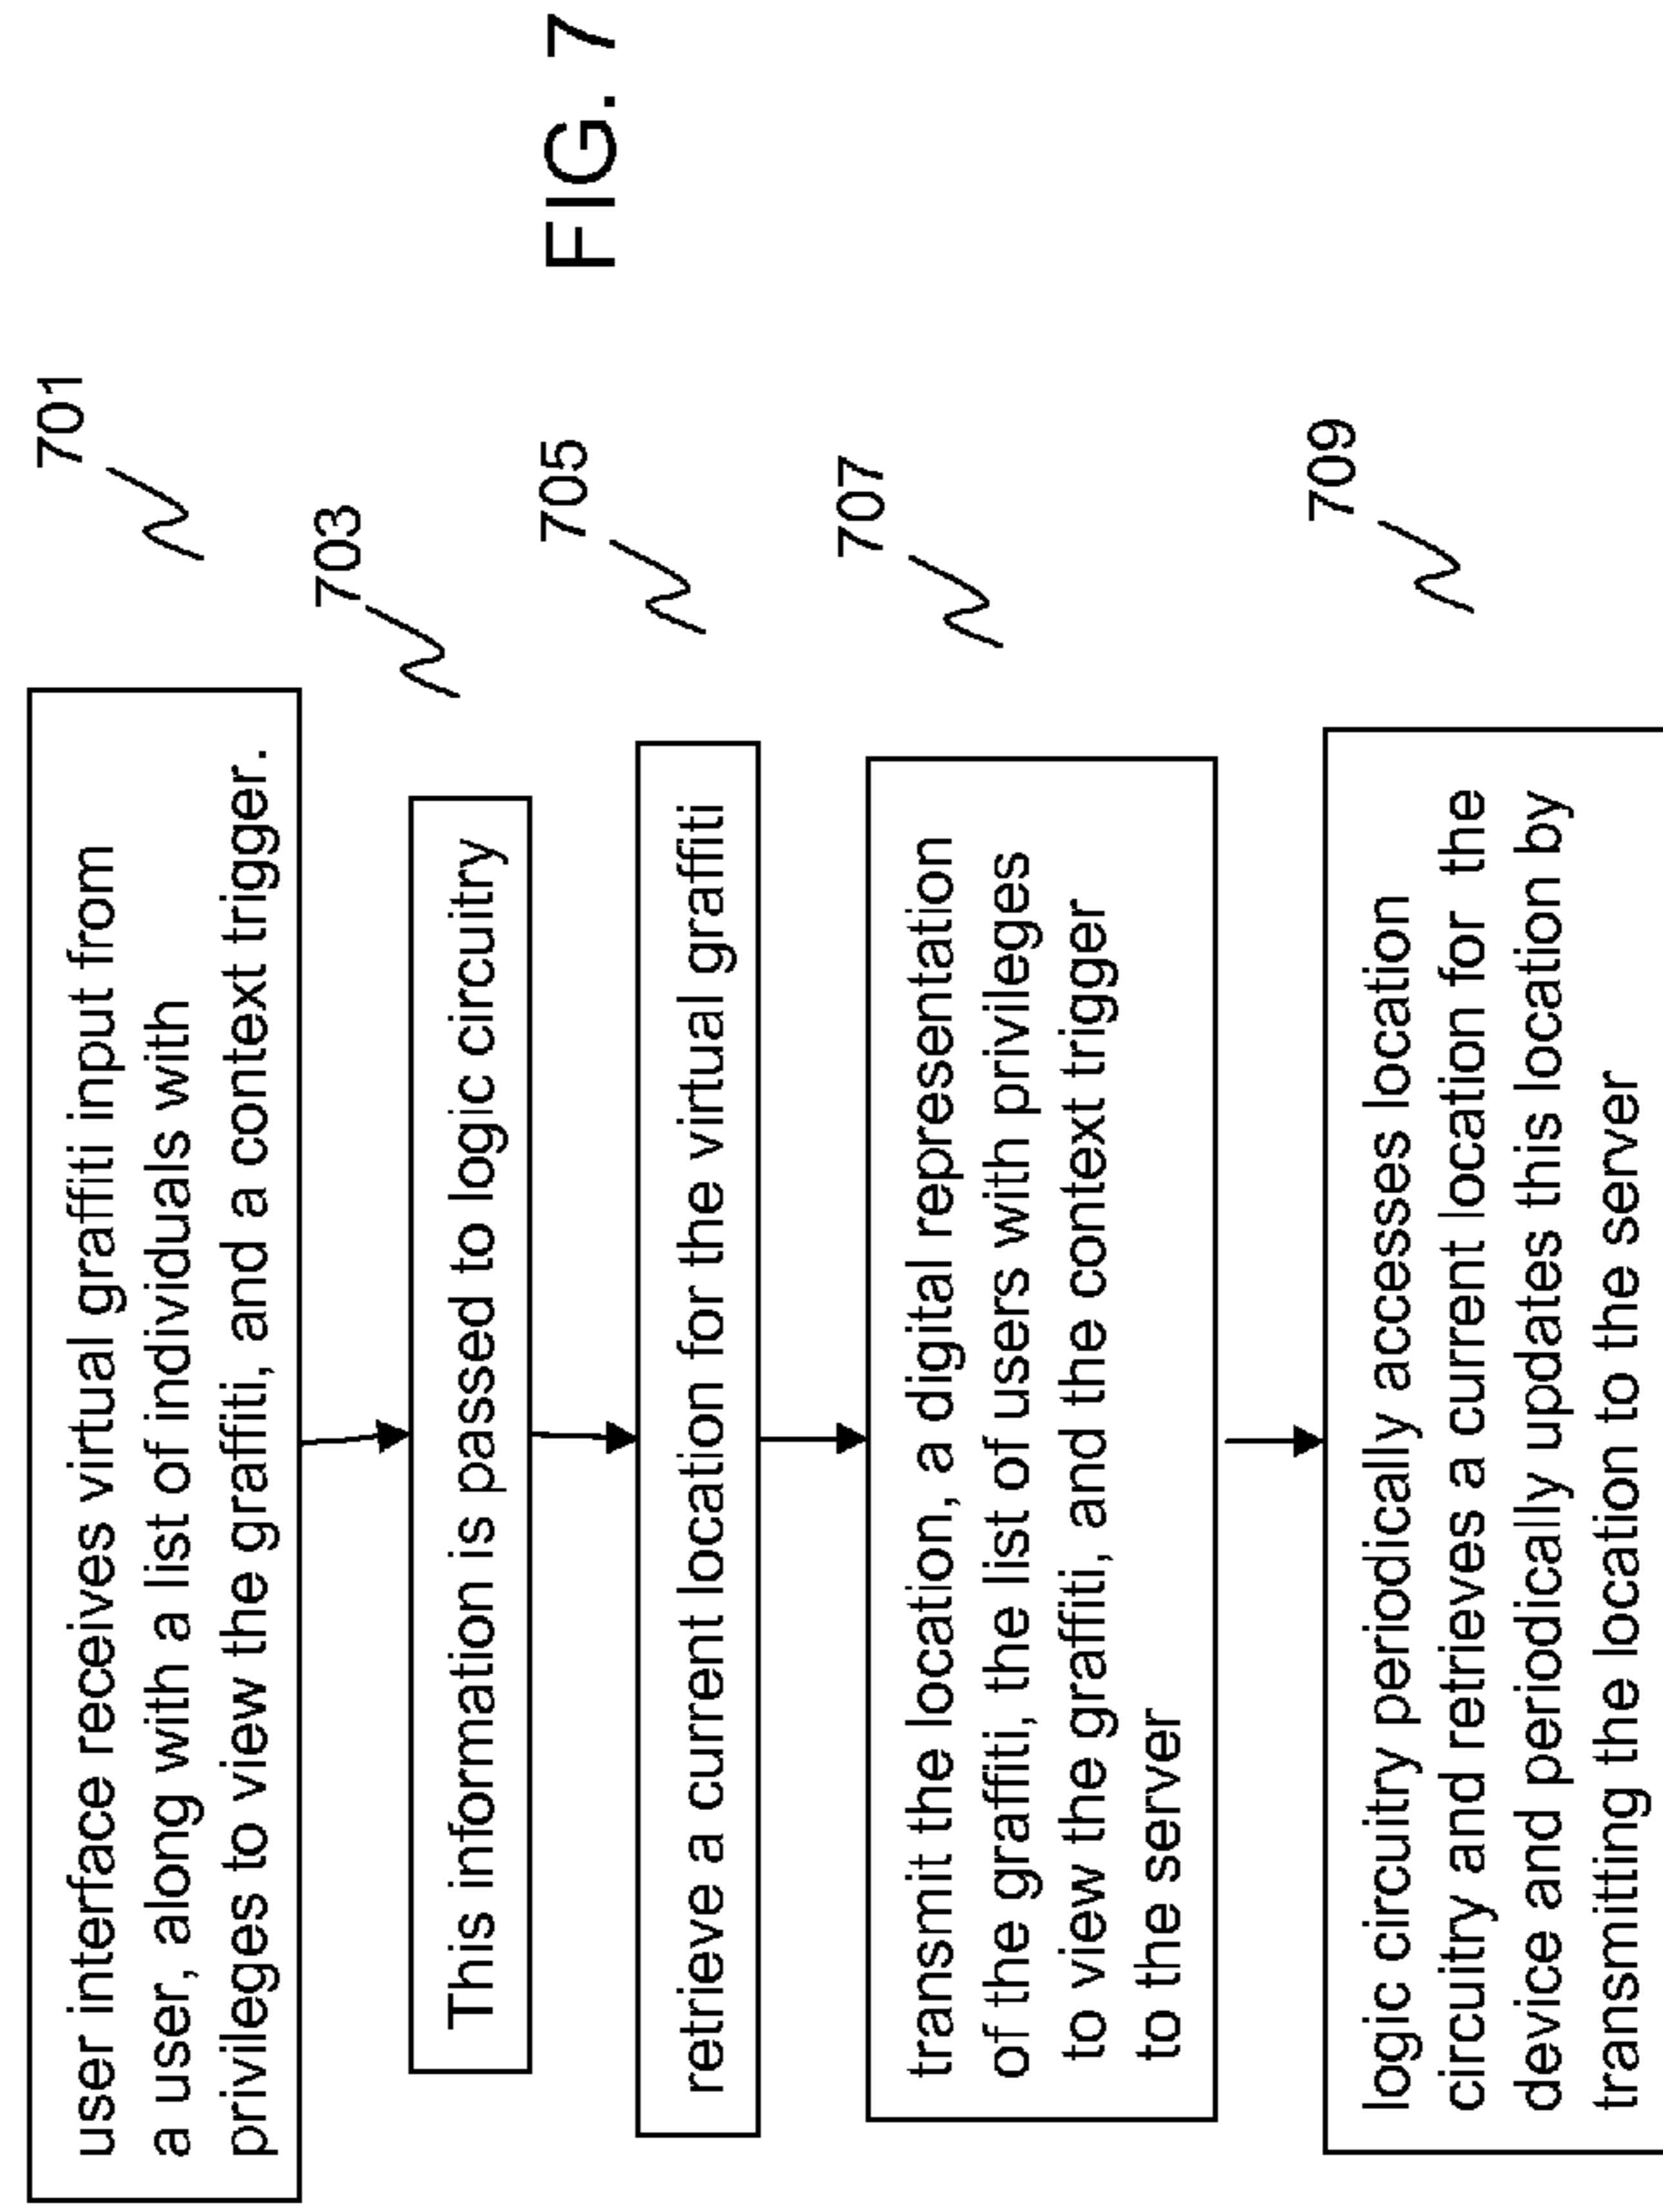 user interface receives virtual graffiti input from
a user, along with a list of individuals with
privileges to view the graffiti, and a context trigger.
701
This information is passed to logic circuitry
703
retrieve a current location for the virtual graffiti
705
transmit the location, a digital representation
of the graffiti, the list of users with privileges
to view the graffiti, and the context trigger
to the server
707
logic circuitry periodically accesses location
circuitry and retrieves a current location for the
device and periodically updates this location by
transmitting the location to the server
709
FIG. 7